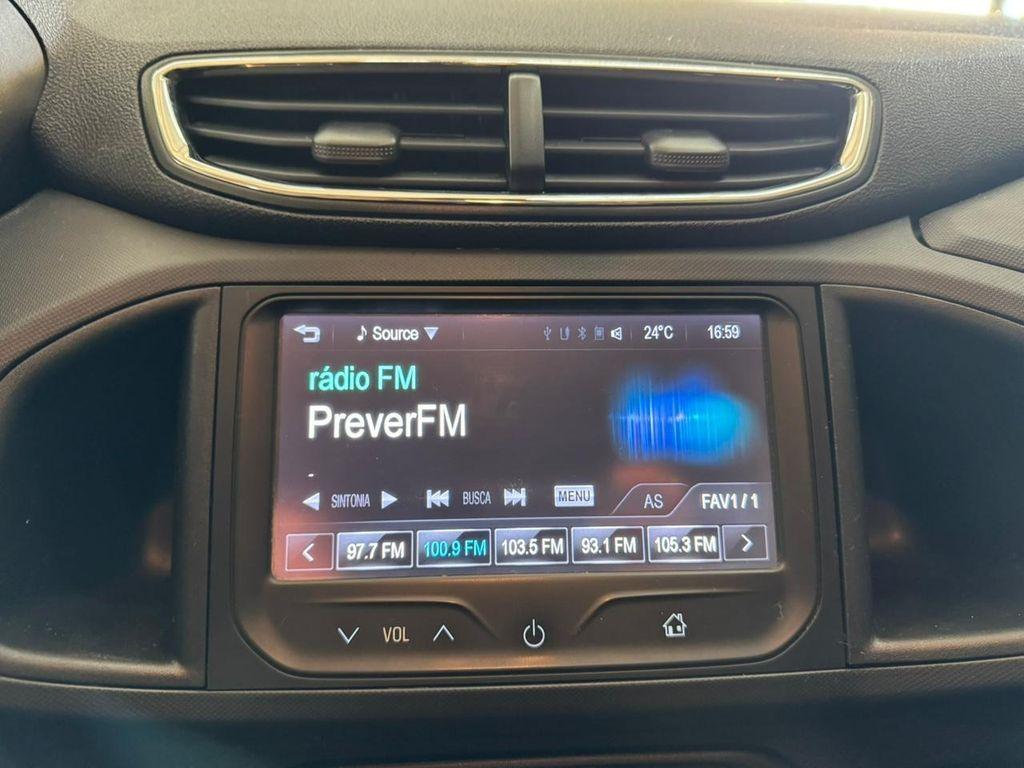 Source 24°C 16:59
rádio FM
PreverFM
SINTONIA BUSCA MENU AS FAV1/1
97.7 FM 100.9 FM 103.5 FM 93.1 FM 105.3 FM
VOL